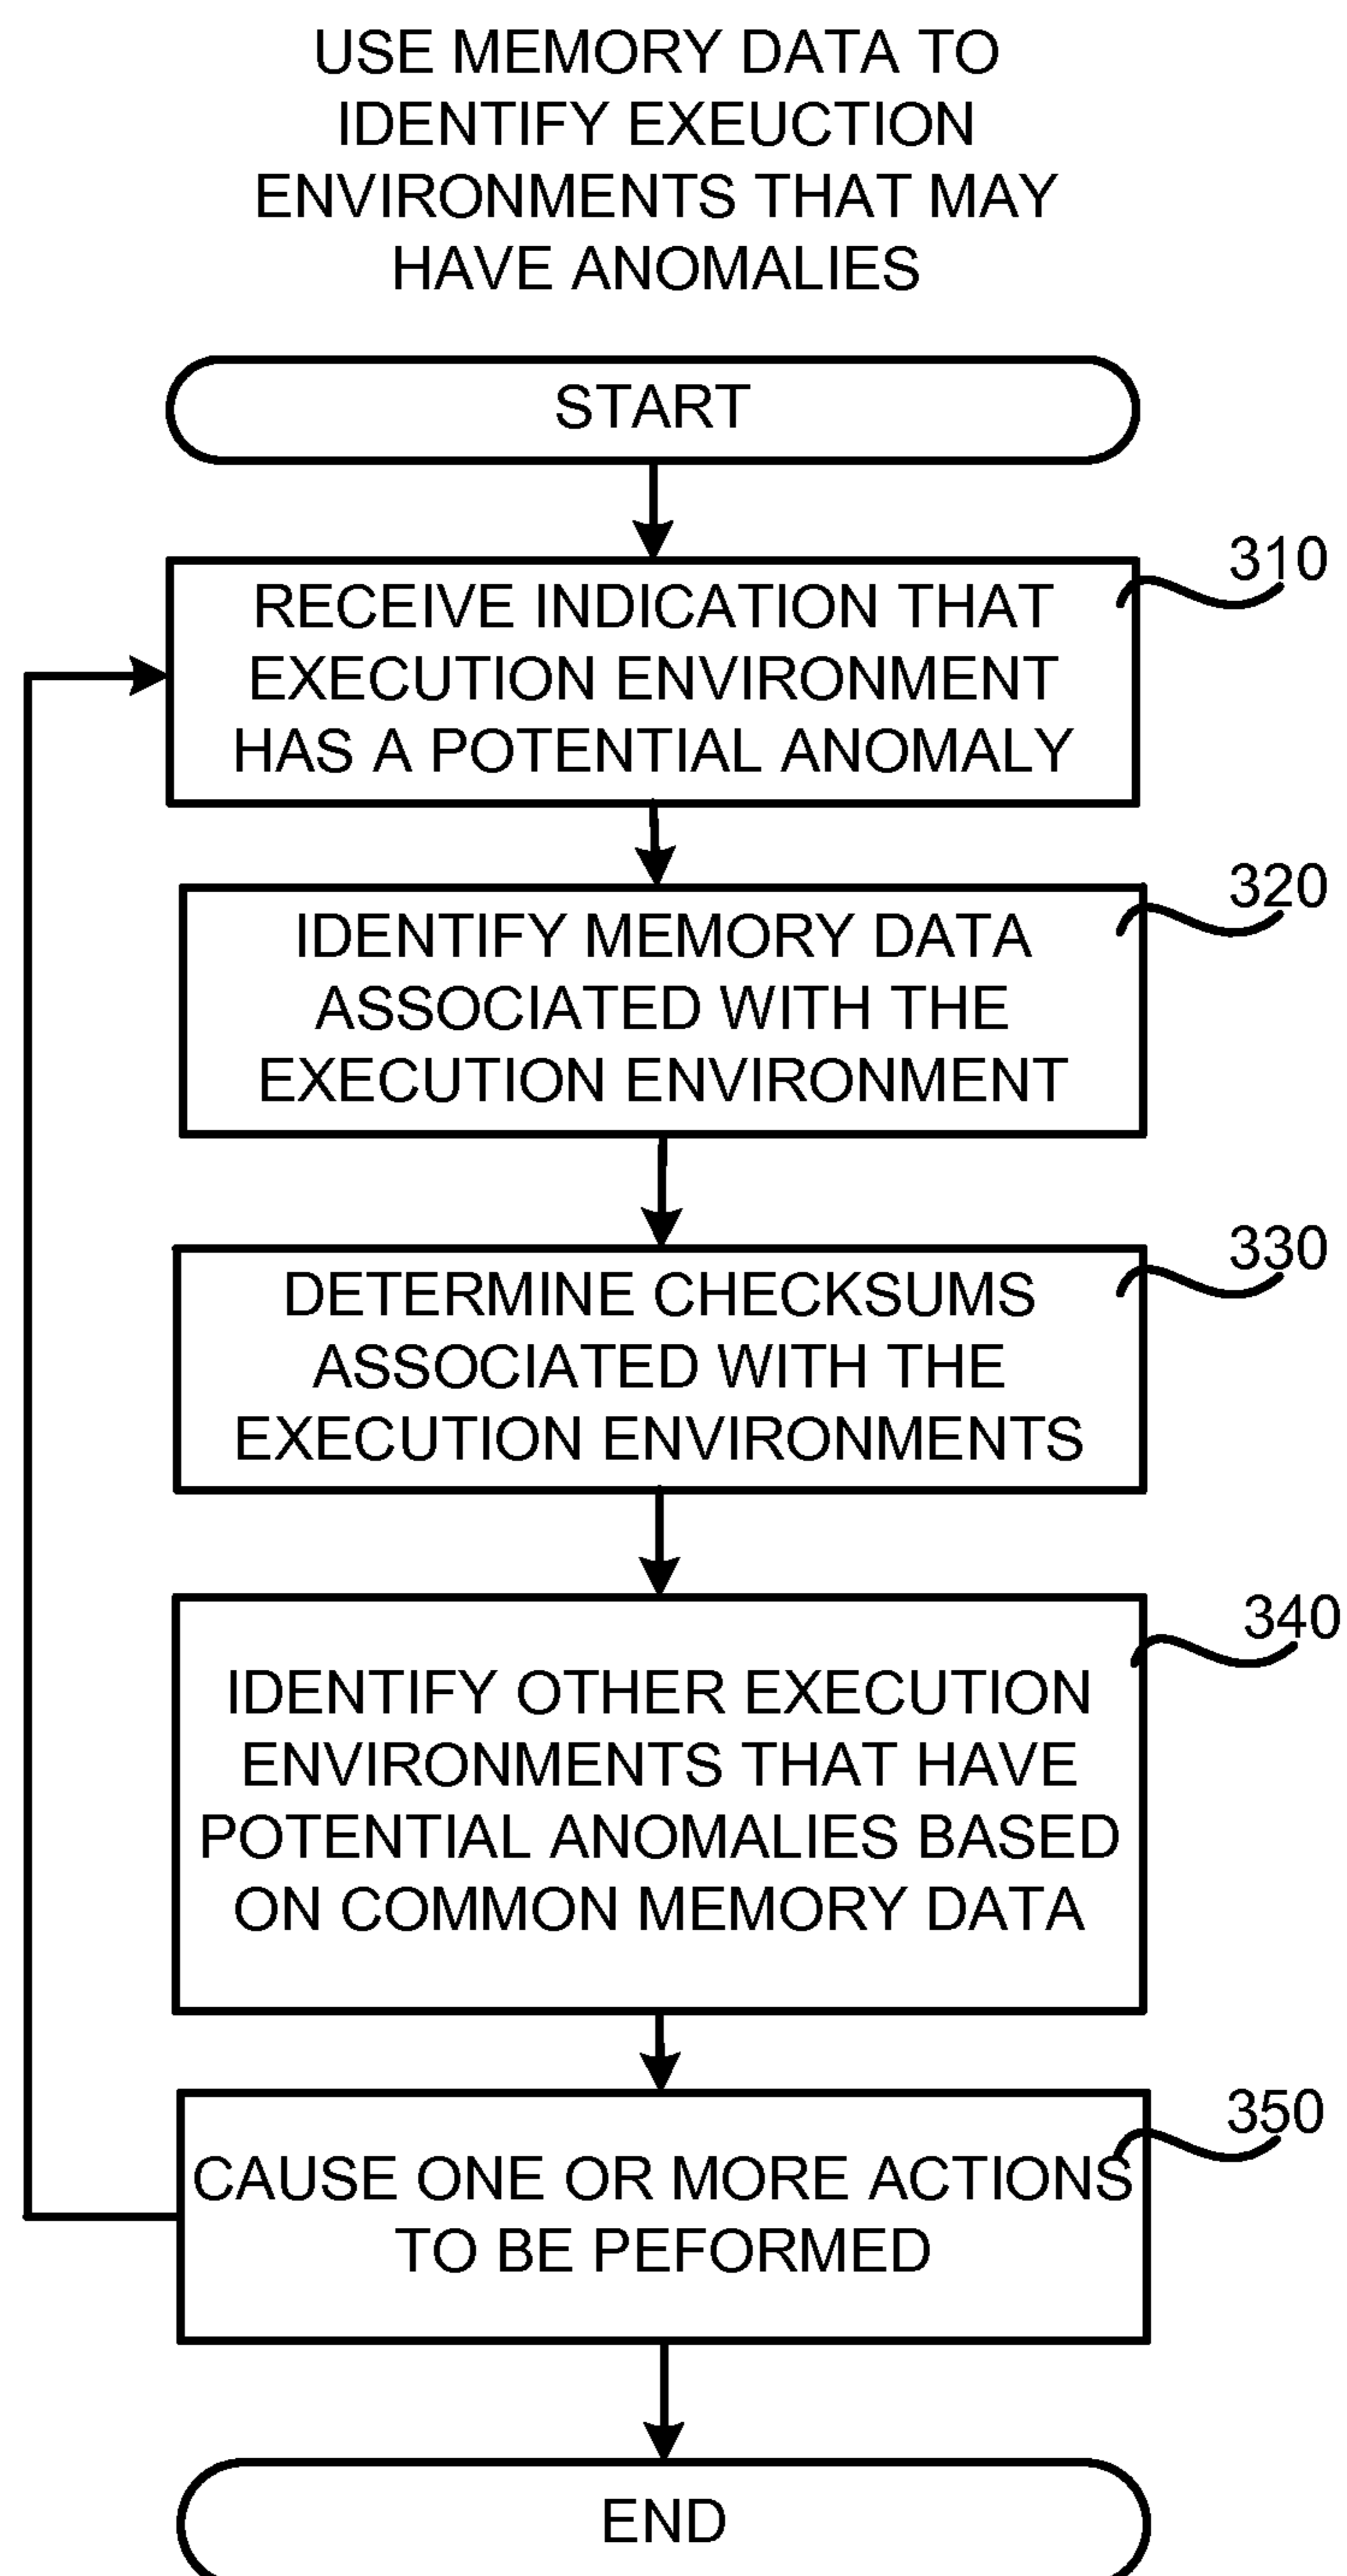 USE MEMORY DATA TO
IDENTIFY EXEUCTION
ENVIRONMENTS THAT MAY
HAVE ANOMALIES
START
310
RECEIVE INDICATION THAT
EXECUTION ENVIRONMENT
HAS A POTENTIAL ANOMALY
320
IDENTIFY MEMORY DATA
ASSOCIATED WITH THE
EXECUTION ENVIRONMENT
330
DETERMINE CHECKSUMS
ASSOCIATED WITH THE
EXECUTION ENVIRONMENTS
340
IDENTIFY OTHER EXECUTION
ENVIRONMENTS THAT HAVE
POTENTIAL ANOMALIES BASED
ON COMMON MEMORY DATA
350
CAUSE ONE OR MORE ACTIONS
TO BE PEFORMED
END